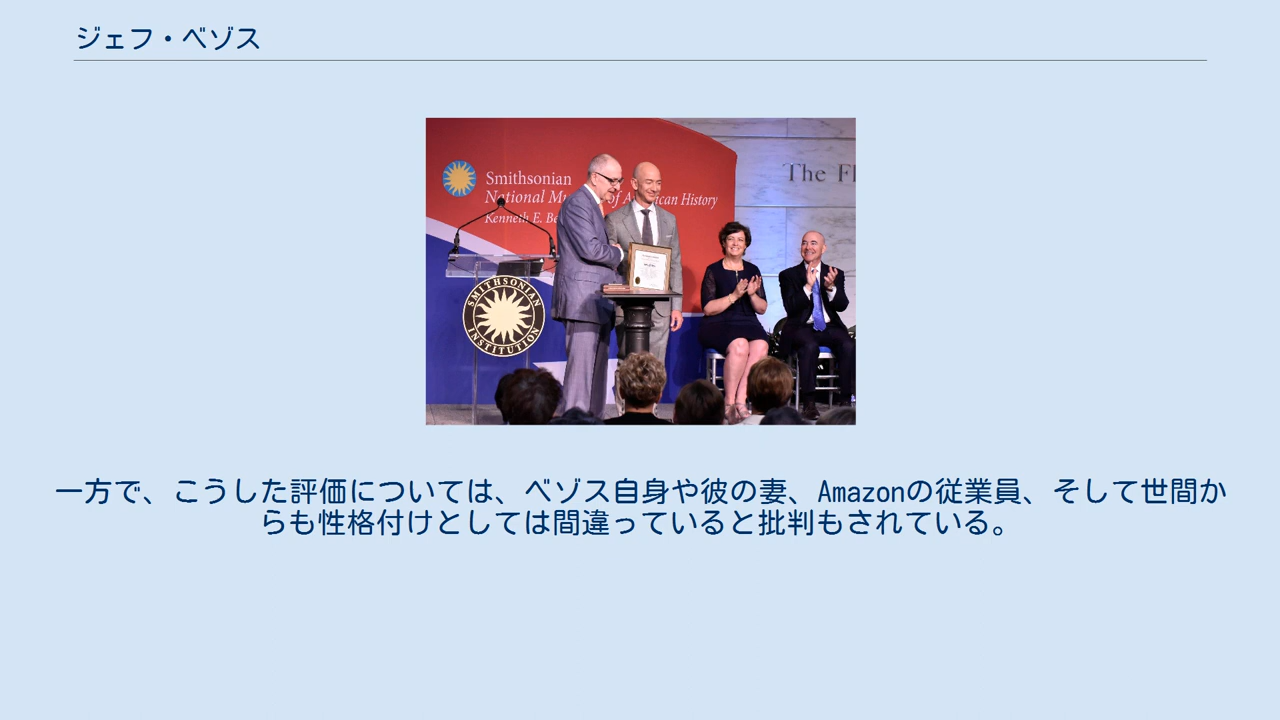 ジェフ・ベゾス
Smithsonian
National Mu of American History
Kenneth E. Be
The Fl
SMITHSONIAN
INSTITUTION
一方で、こうした評価については、ベゾス自身や彼の妻、Amazonの従業員、そして世間か
らも性格付けとしては間違っていると批判もされている。